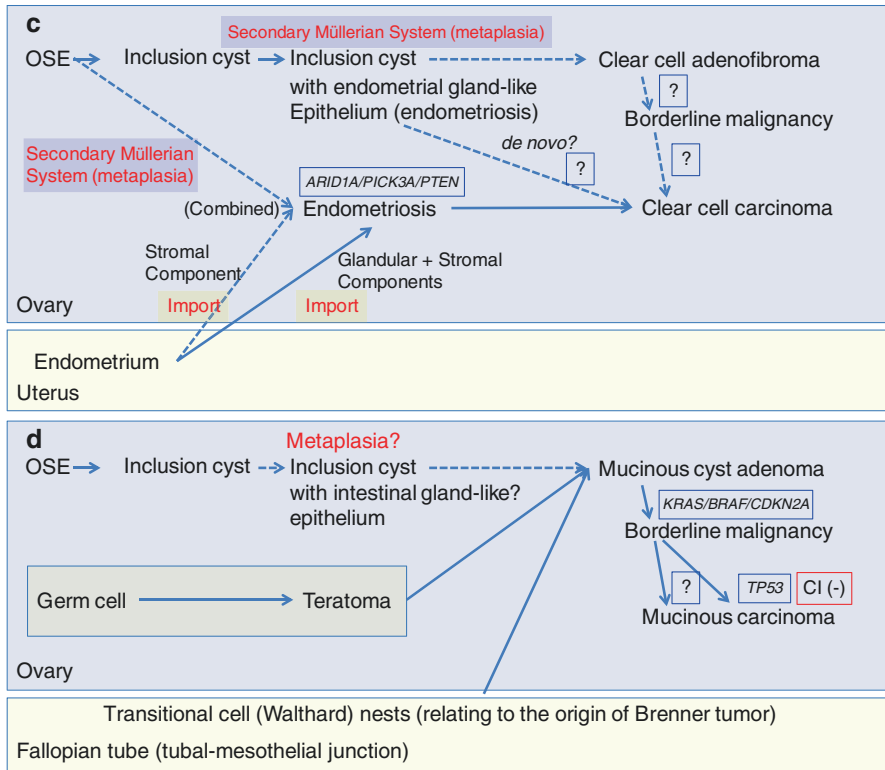 c
Secondary Müllerian System (metaplasia)
OSE
Inclusion cyst
Inclusion cyst
with endometrial gland-like
Epithelium (endometriosis)
Clear cell adenofibroma
?
Borderline malignancy
?
de novo?
?
Secondary Müllerian
System (metaplasia)
ARID1A/PICK3A/PTEN
(Combined)
Endometriosis
Clear cell carcinoma
Stromal
Component
Glandular + Stromal
Components
Import
Import
Ovary
Endometrium
Uterus
d
Metaplasia?
OSE
Inclusion cyst
Inclusion cyst
with intestinal gland-like?
epithelium
Mucinous cyst adenoma
KRAS/BRAF/CDKN2A
Borderline malignancy
?
TP53
CI (-)
Mucinous carcinoma
Germ cell
Teratoma
Ovary
Transitional cell (Walthard) nests (relating to the origin of Brenner tumor)
Fallopian tube (tubal-mesothelial junction)